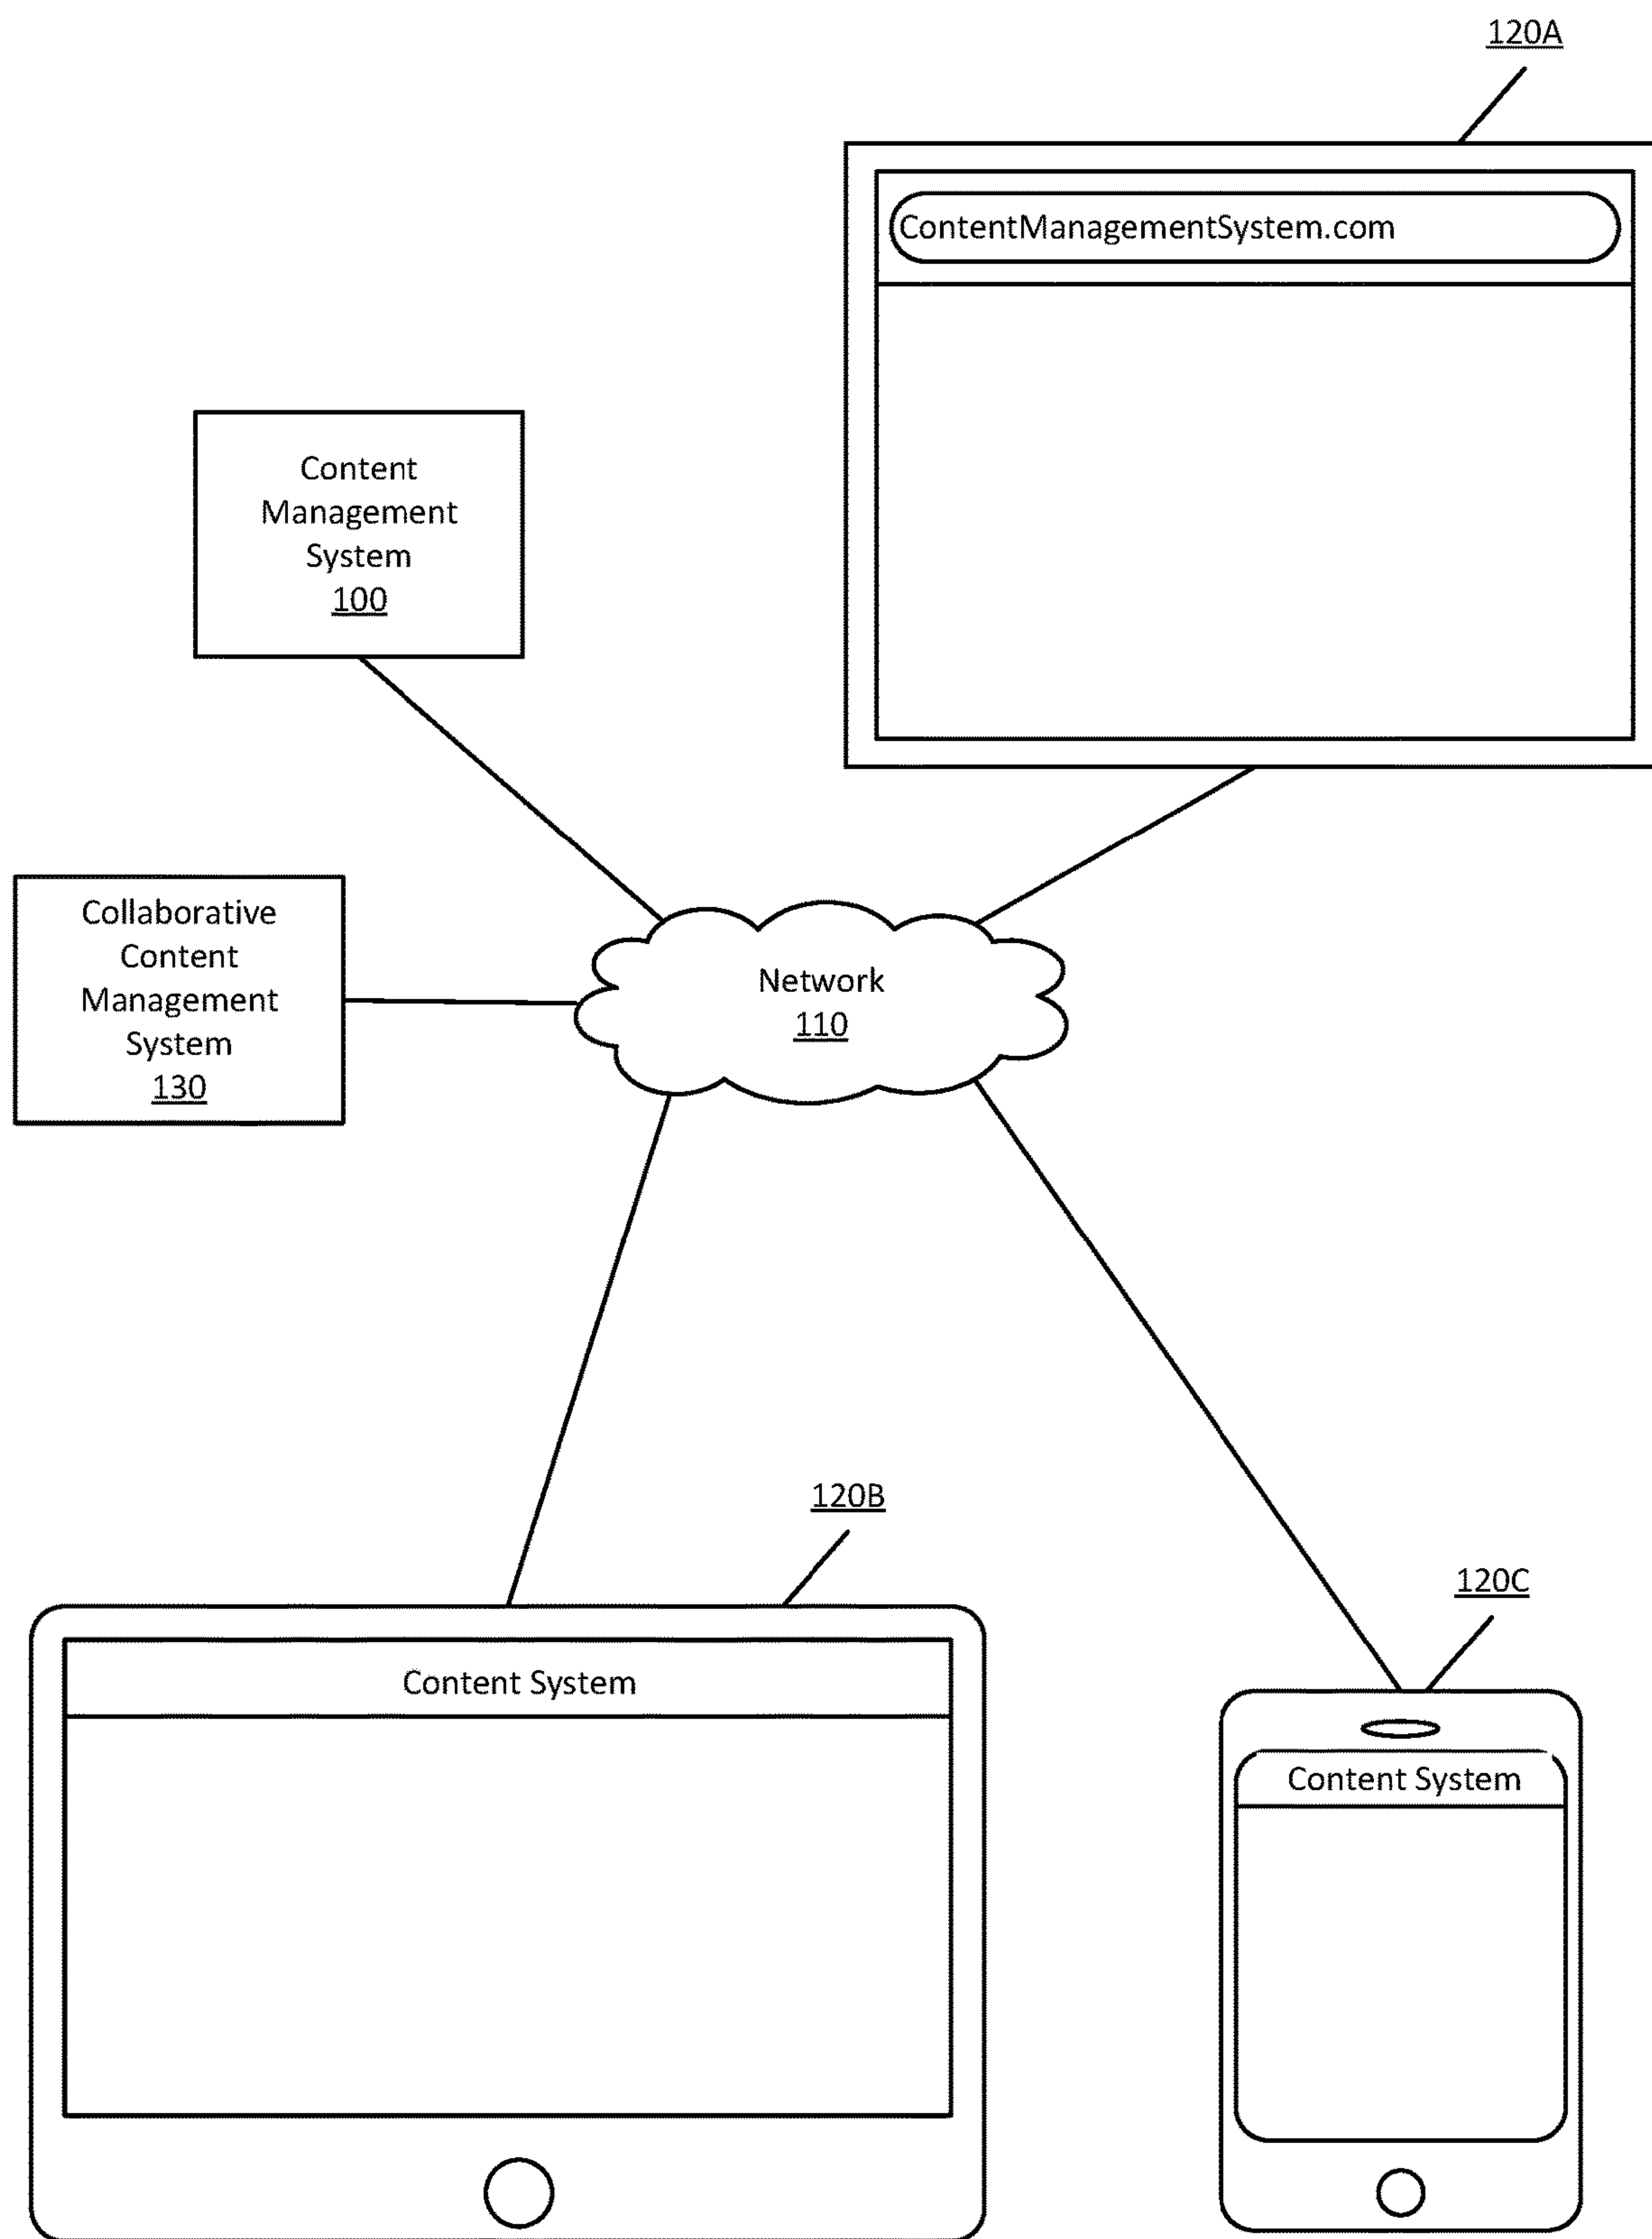 120A
ContentManagementSystem.com
Content
Management
System
100
Collaborative
Content
Management
System
130
Network
110
120B
Content System
120C
Content System